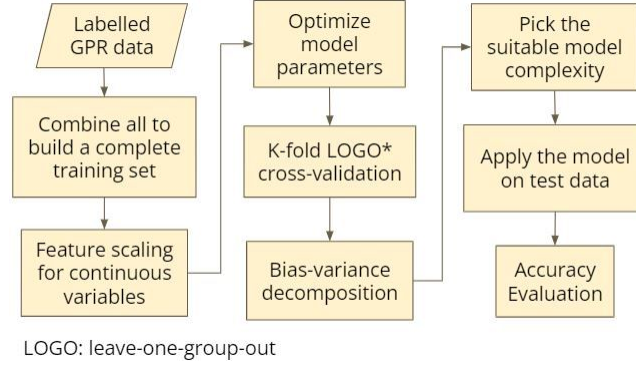 Labelled
GPR data
Combine all to
build a complete
training set
Feature scaling
for continuous
variables
Optimize
model
parameters
K-fold LOGO*
cross-validation
Bias-variance
decomposition
Pick the
suitable model
complexity
Apply the model
on test data
Accuracy
Evaluation
LOGO: leave-one-group-out